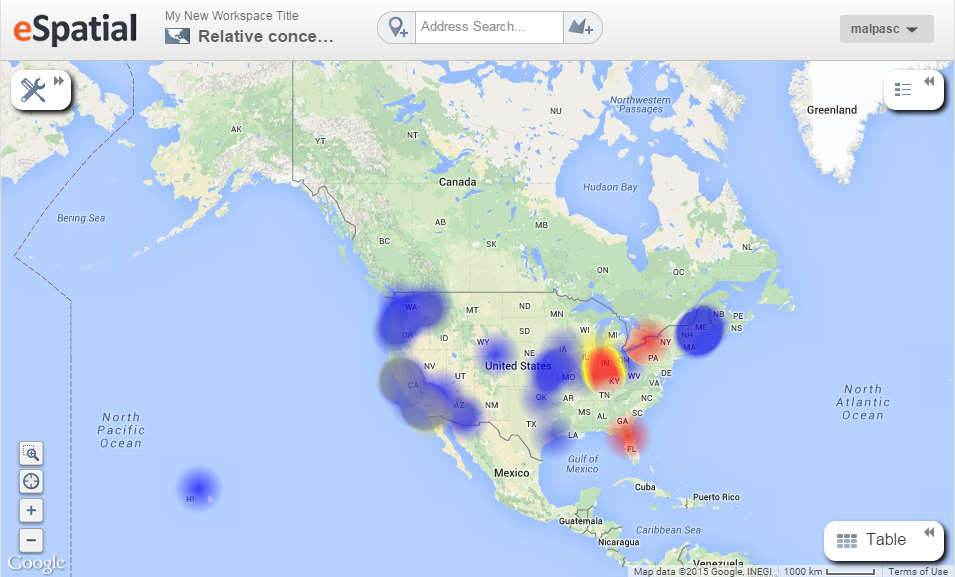 eSpatial
My New Workspace Title
Relative conce...
Address Search...
malpasc
Greenland
Northwestern
Passages
NU
AK
YT
NT
Canada
Hudson Bay
Bering Sea
AB
MB
BC
SK
NL
ON
QC
WA
MT
ND
MN
NB
PE
NS
OR
ID
SD
WI
MI
ME
NH
NY
MA
WY
IA
NE
IL
IN
OH
PA
NV
UT
United States
CA
MO
KY
WV
DE
VA
AZ
NM
OK
AR
TN
NC
MS
AL
SC
GA
TX
LA
FL
North
Pacific
Ocean
North
Atlantic
Ocean
Gulf of
Mexico
Mexico
HI
Cuba
Puerto Rico
Guatemala
Caribbean Sea
Nicaragua
Venezuela
Table
Google
Map data ©2015 Google, INEGI
1000 km
Terms of Use